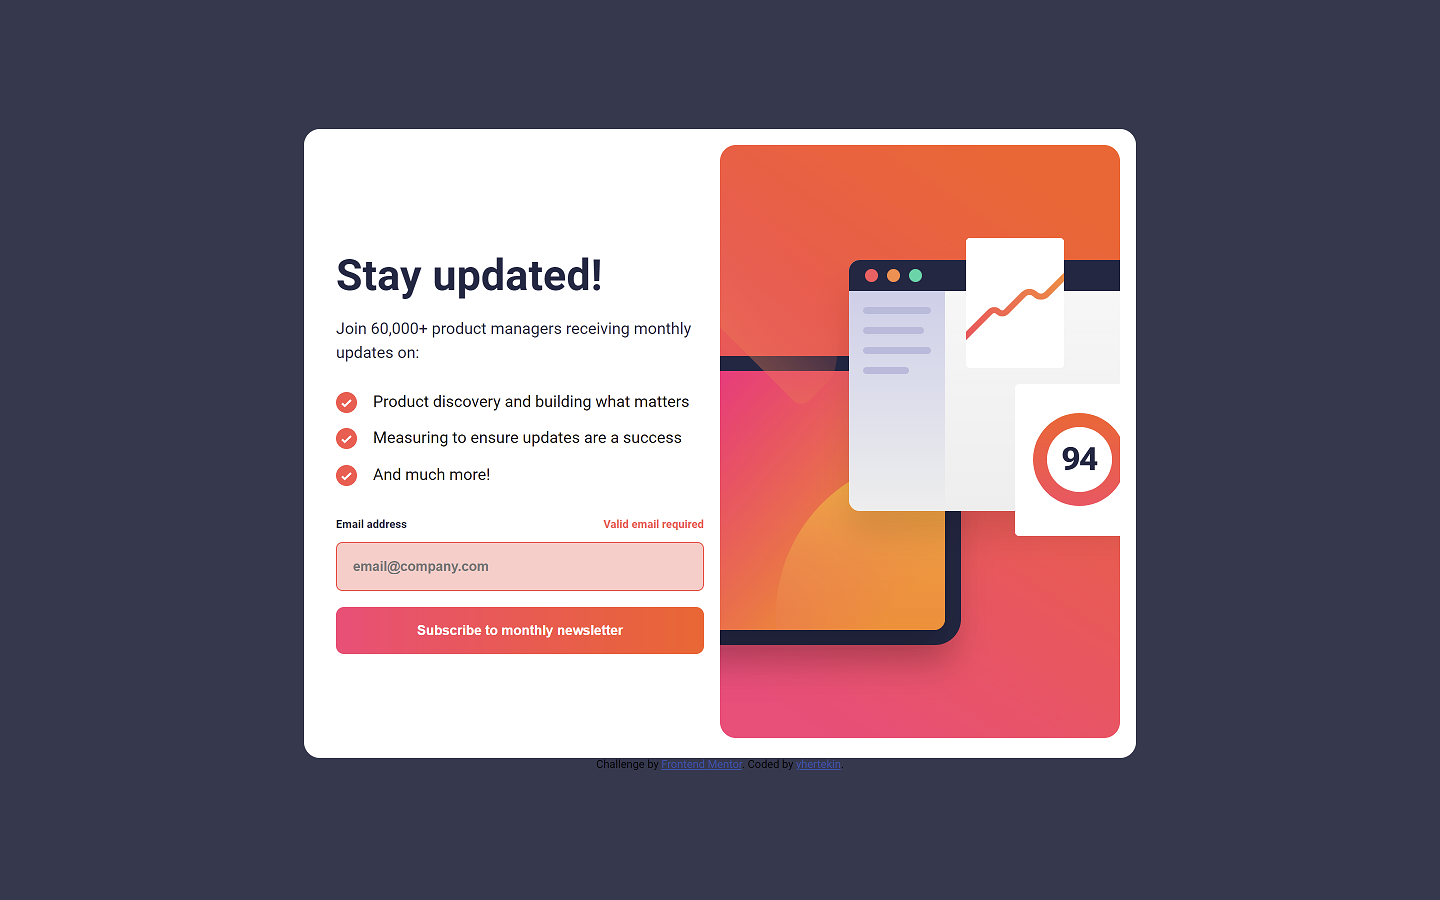 Stay updated!
Join 60,000+ product managers receiving monthly
updates on:
Product discovery and building what matters
Measuring to ensure updates are a success
And much more!
Email address
Valid email required
email@company.com
Subscribe to monthly newsletter
94
Challenge by Frontend Mentor. Coded by yhertekin.